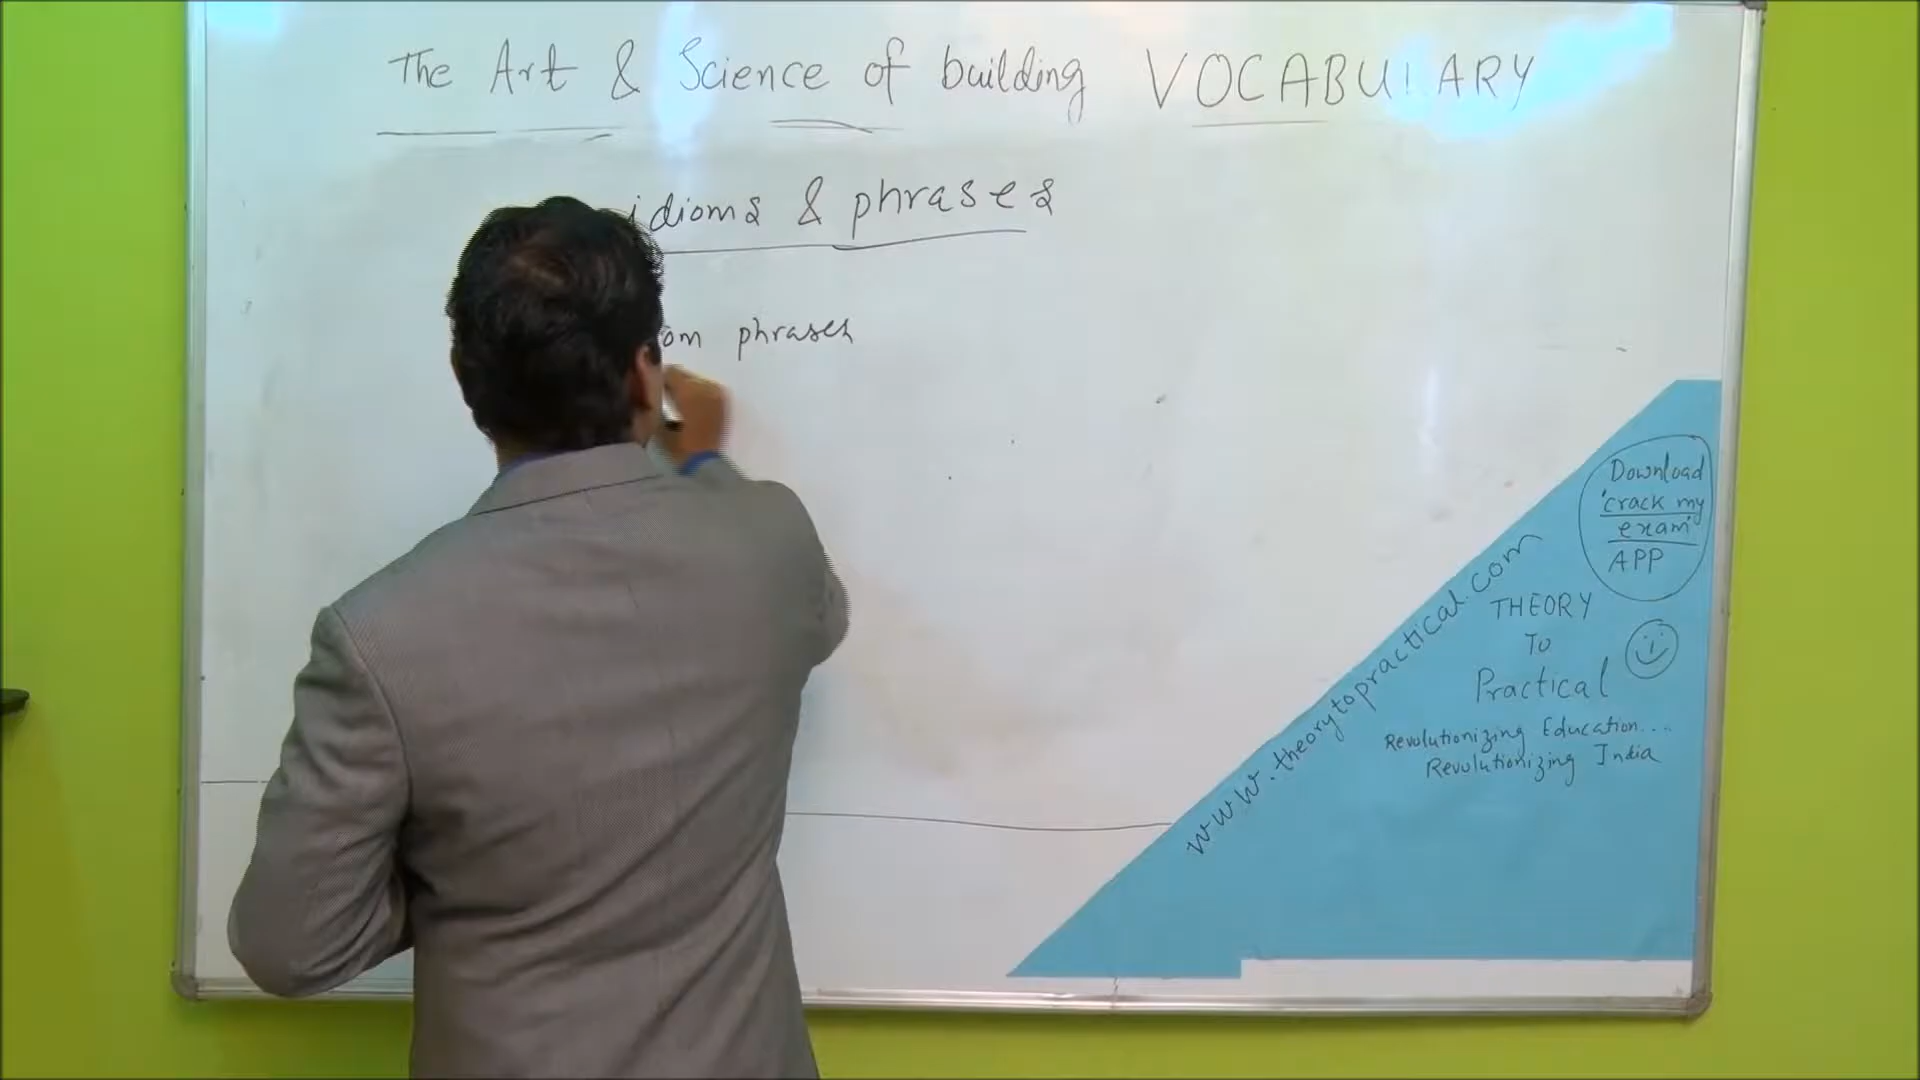 The Art & Science of building VOCABULARY
idioms & phrases
phrases
Download
'crack my
exam'
APP
www.theorytopractical.com
THEORY
To
Practical
Revolutionizing Education....
Revolutionizing India